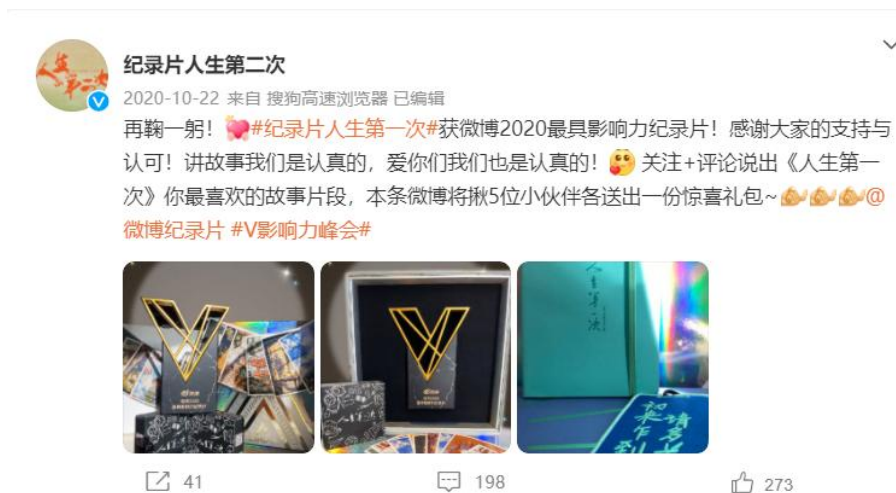 纪录片人生第二次
2020-10-22 来自 搜狗高速浏览器 已编辑
再鞠一躬！#纪录片人生第一次#获微博2020最具影响力纪录片！感谢大家的支持与
认可！讲故事我们是认真的，爱你们我们也是认真的！关注+评论说出《人生第一
次》你最喜欢的故事片段，本条微博将揪5位小伙伴各送出一份惊喜礼包~@
微博纪录片 #V影响力峰会#
人生第一次
41
198
273